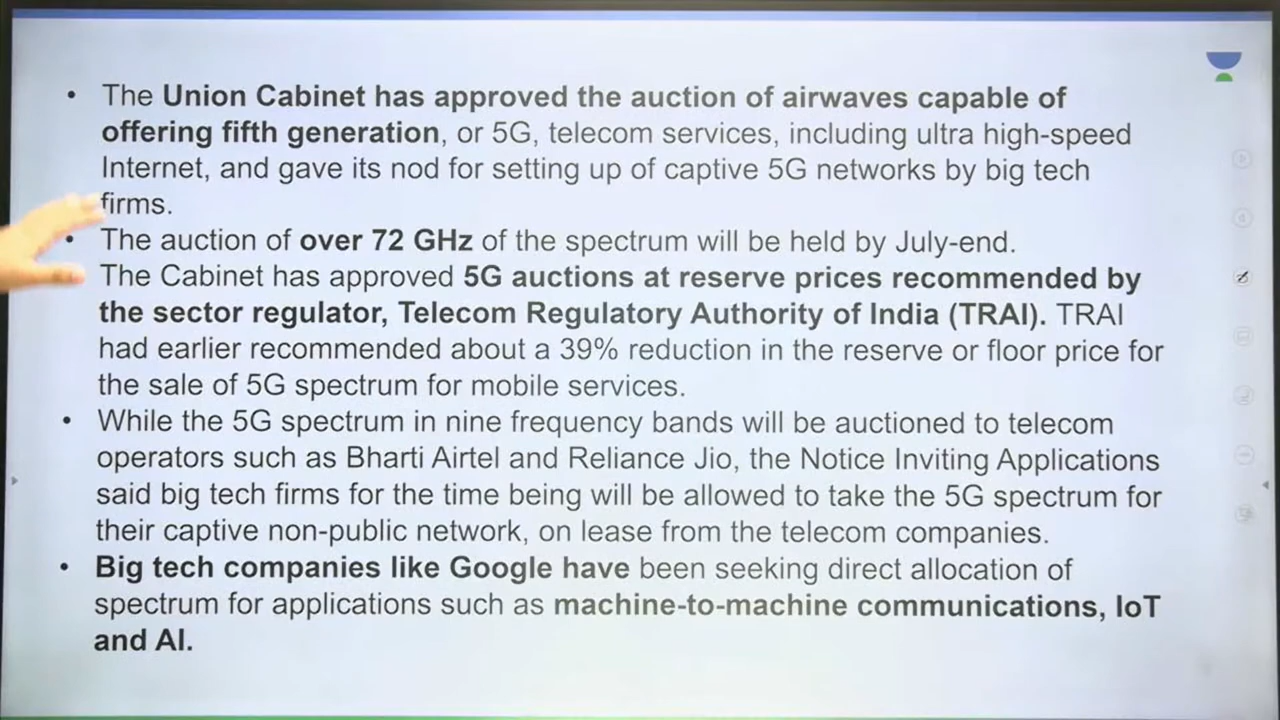 • The Union Cabinet has approved the auction of airwaves capable of
offering fifth generation, or 5G, telecom services, including ultra high-speed
Internet, and gave its nod for setting up of captive 5G networks by big tech
firms.
• The auction of over 72 GHz of the spectrum will be held by July-end.
The Cabinet has approved 5G auctions at reserve prices recommended by
the sector regulator, Telecom Regulatory Authority of India (TRAI). TRAI
had earlier recommended about a 39% reduction in the reserve or floor price for
the sale of 5G spectrum for mobile services.
• While the 5G spectrum in nine frequency bands will be auctioned to telecom
operators such as Bharti Airtel and Reliance Jio, the Notice Inviting Applications
said big tech firms for the time being will be allowed to take the 5G spectrum for
their captive non-public network, on lease from the telecom companies.
• Big tech companies like Google have been seeking direct allocation of
spectrum for applications such as machine-to-machine communications, IoT
and AI.